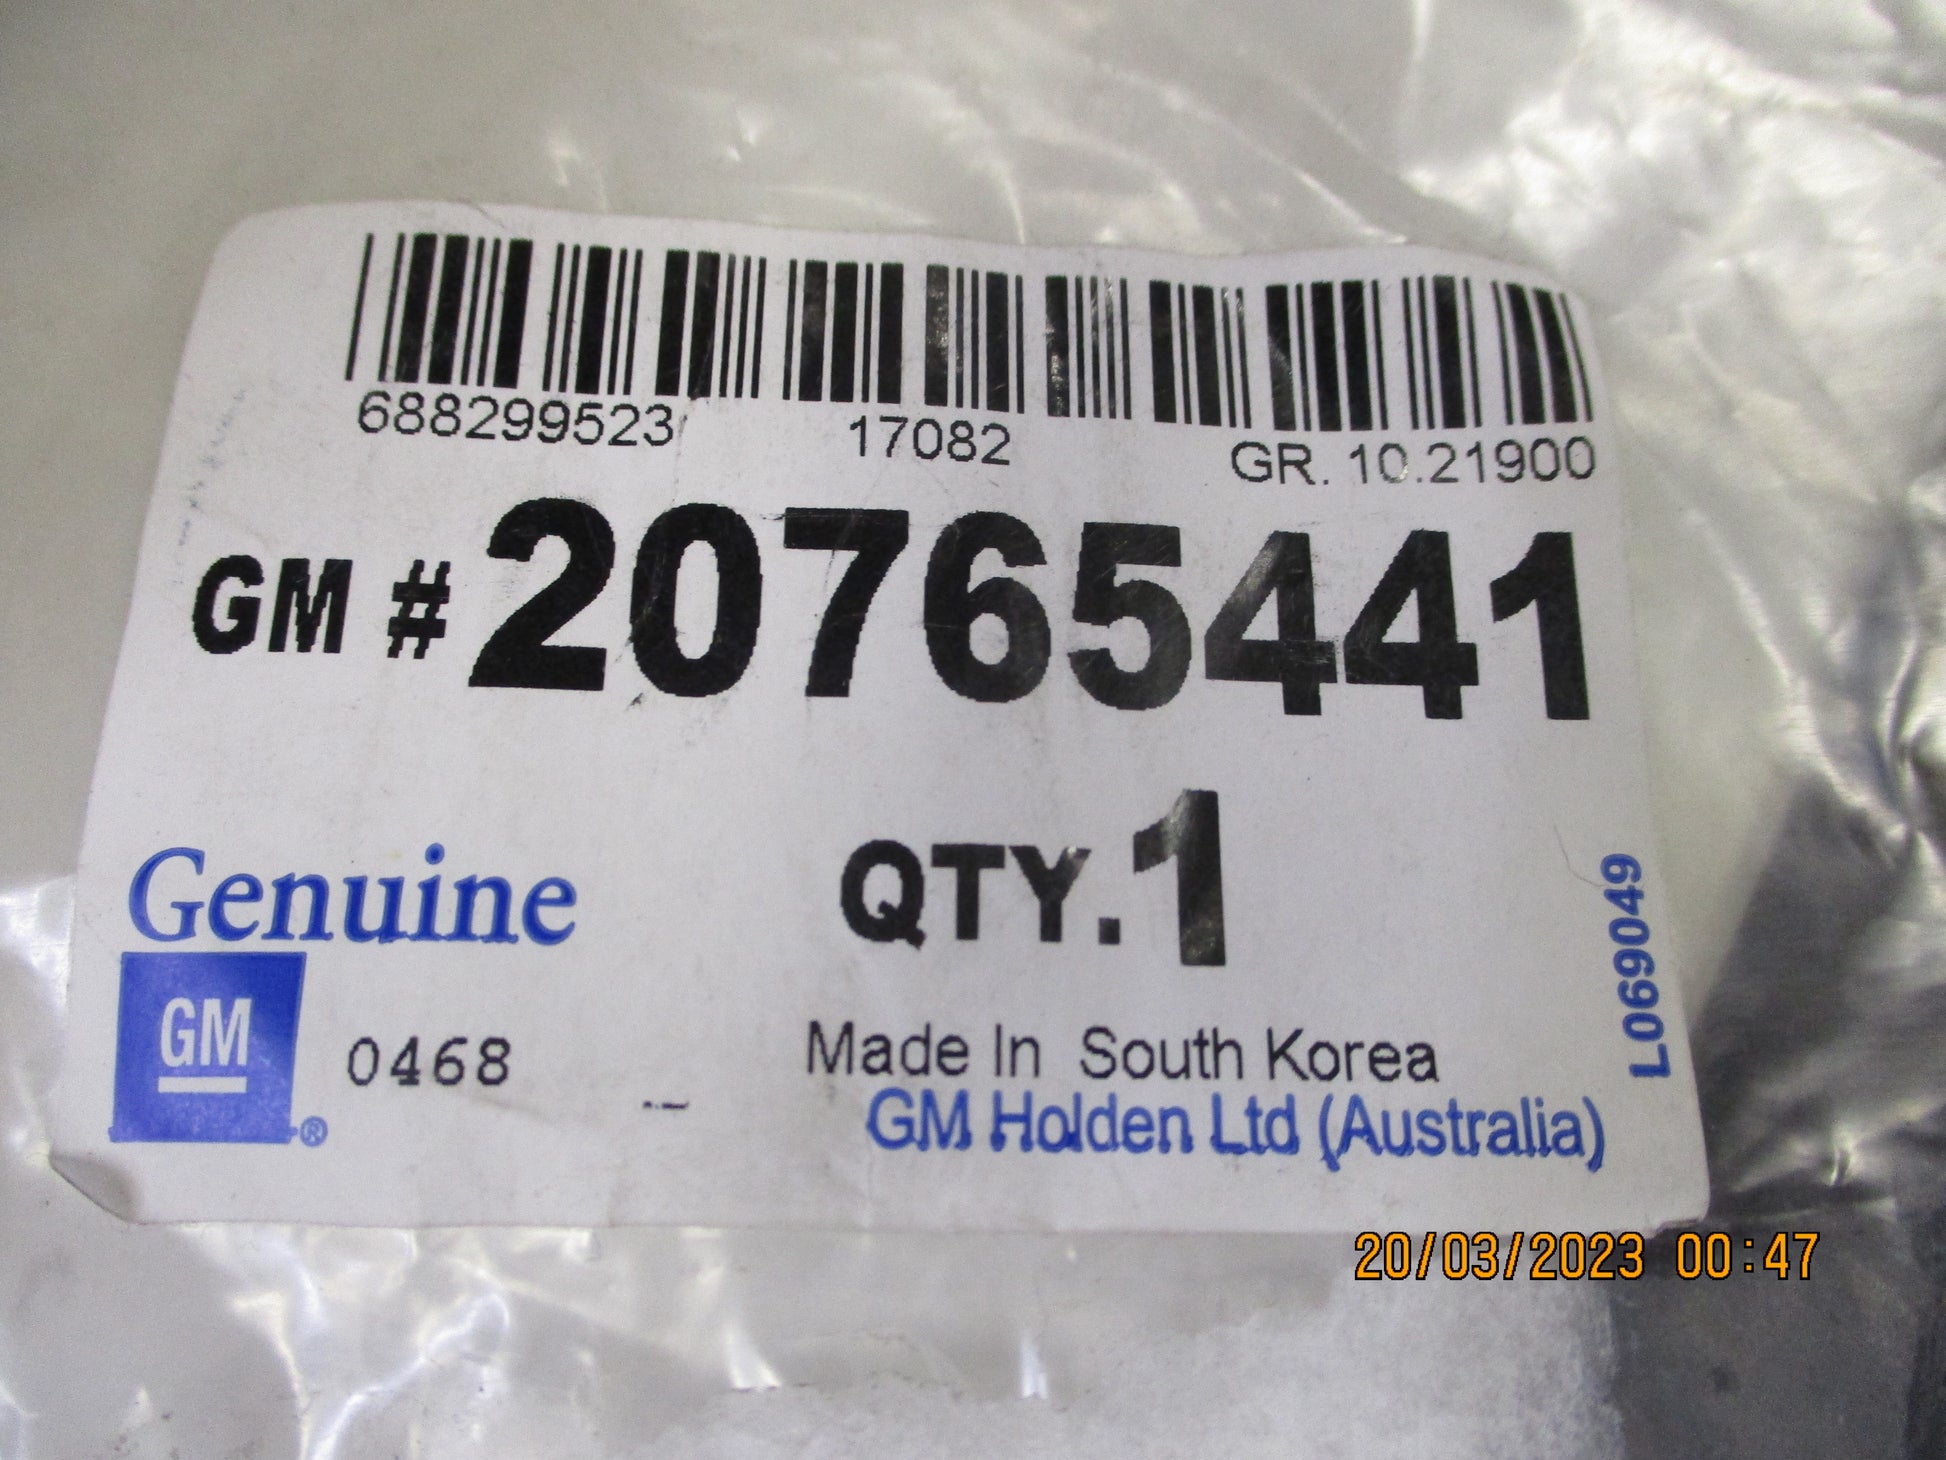 688299523 17082 GR. 10.21900
GM # 20765441
Genuine QTY. 1
GM ® 0468 Made In South Korea
GM Holden Ltd (Australia)
L069049
20/03/2023 00:47